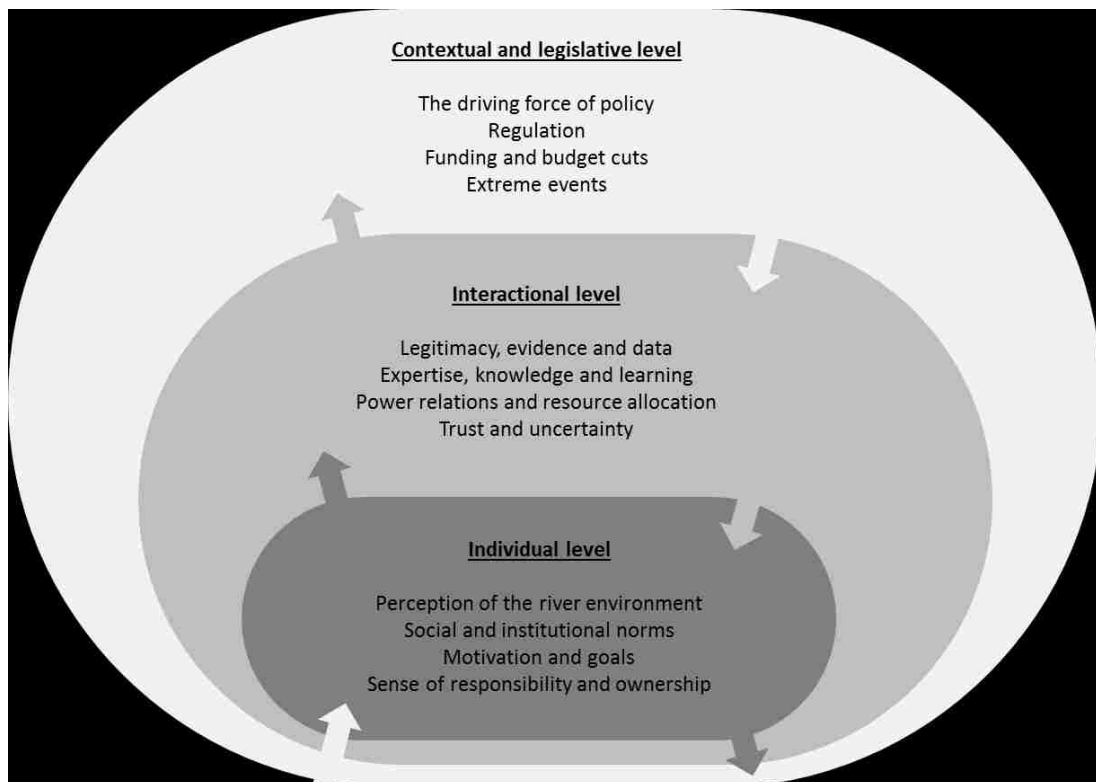 Contextual and legislative level
The driving force of policy
Regulation
Funding and budget cuts
Extreme events
Interactional level
Legitimacy, evidence and data
Expertise, knowledge and learning
Power relations and resource allocation
Trust and uncertainty
Individual level
Perception of the river environment
Social and institutional norms
Motivation and goals
Sense of responsibility and ownership